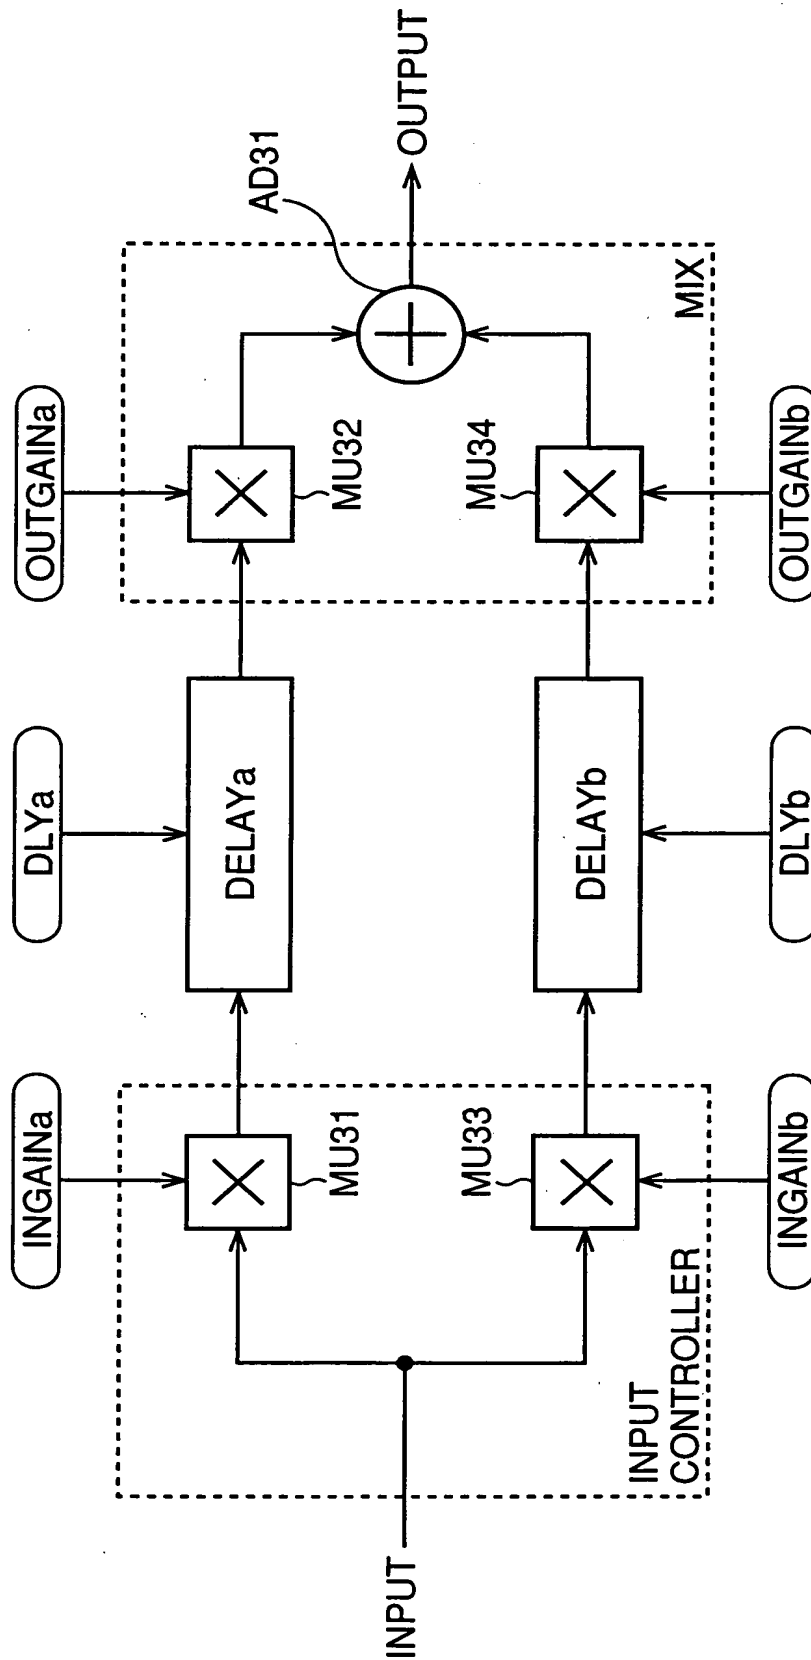 INGAINa
DLYa
OUTGAINa
MU31
DELAYa
MU32
AD31
INPUT
OUTPUT
MU33
DELAYb
MU34
INPUT
CONTROLLER
MIX
INGAINb
DLYb
OUTGAINb